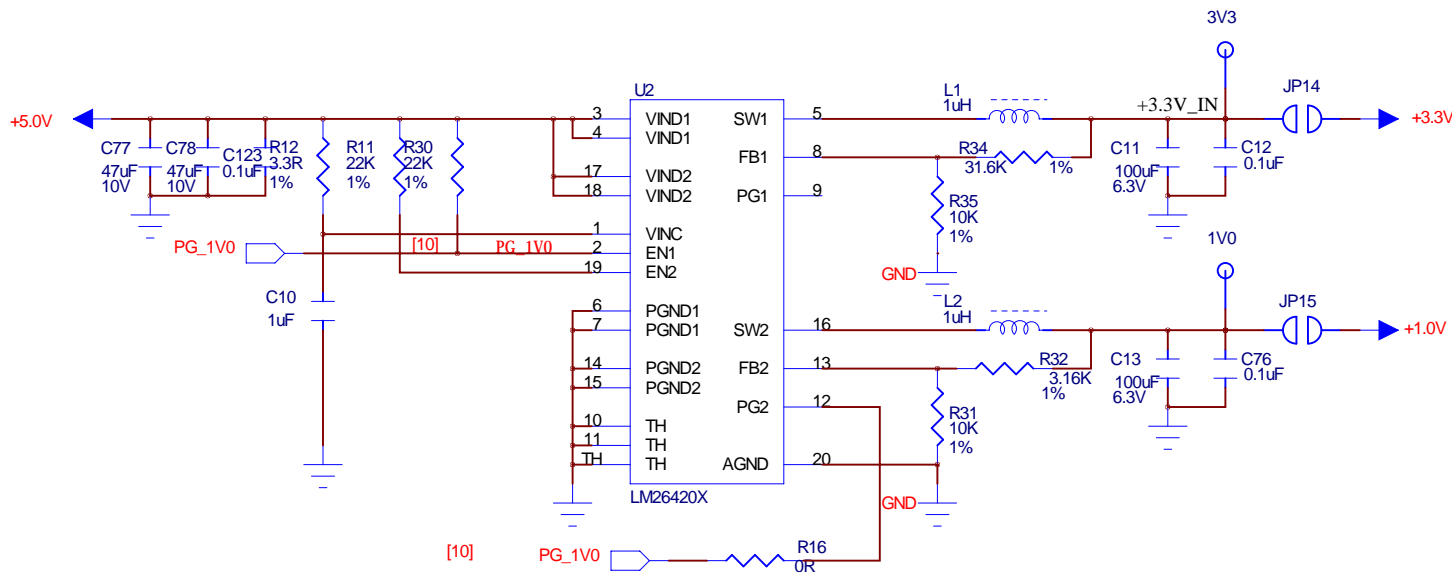 3V3
U2
L1
1uH
JP14
+5.0V
3
VIND1
SW1
5
+3.3V_IN
+3.3V
4
VIND1
C77
47uF
10V
C78
47uF
10V
C123
0.1uF
R12
3.3R
1%
R11
22K
1%
R30
22K
1%
8
FB1
R34
31.6K
1%
C11
100uF
6.3V
C12
0.1uF
17
VIND2
18
VIND2
PG1
9
R35
10K
1%
1
VINC
PG_1V0
[10]
PG_1V0
2
EN1
19
EN2
GND
1V0
C10
1uF
6
PGND1
7
PGND1
L2
1uH
JP15
SW2
16
+1.0V
14
PGND2
15
PGND2
FB2
13
R32
3.16K
1%
C13
100uF
6.3V
C76
0.1uF
PG2
12
R31
10K
1%
10
TH
11
TH
TH
TH
AGND
20
LM26420X
GND
[10]
PG_1V0
R16
0R